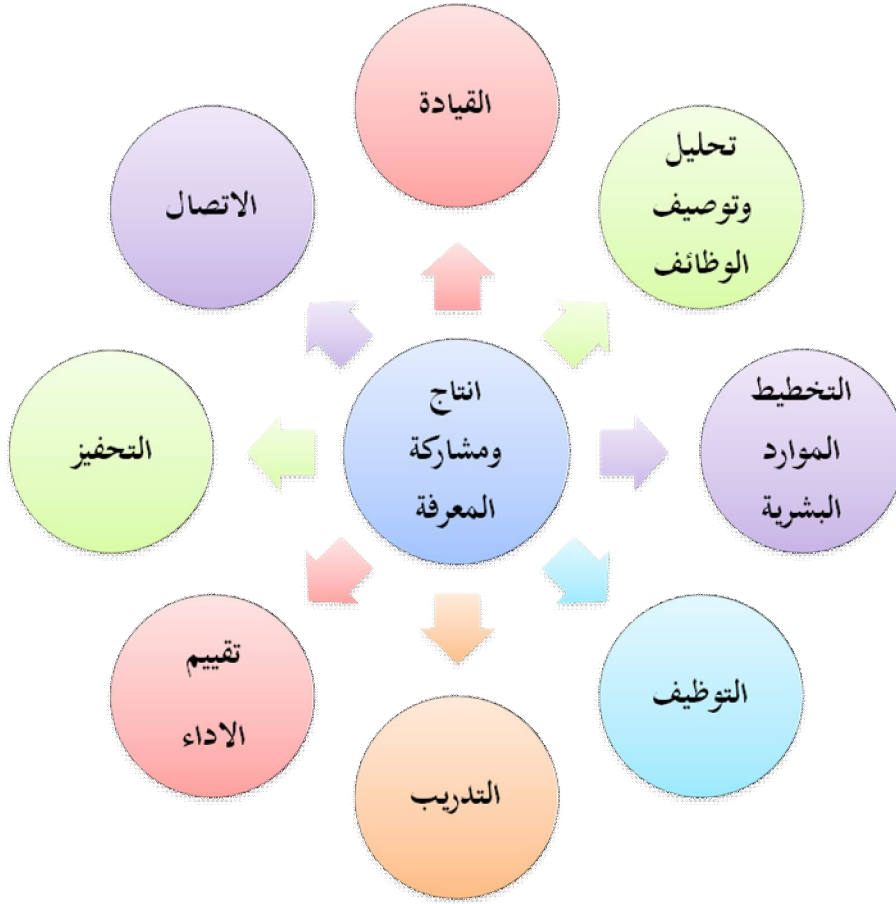 القيادة
تحليل
وتوصيف
الوظائف
التخطيط
الموارد
البشرية
التوظيف
التدريب
تقييم
الاداء
التحفيز
الاتصال
انتاج
ومشاركة
المعرفة